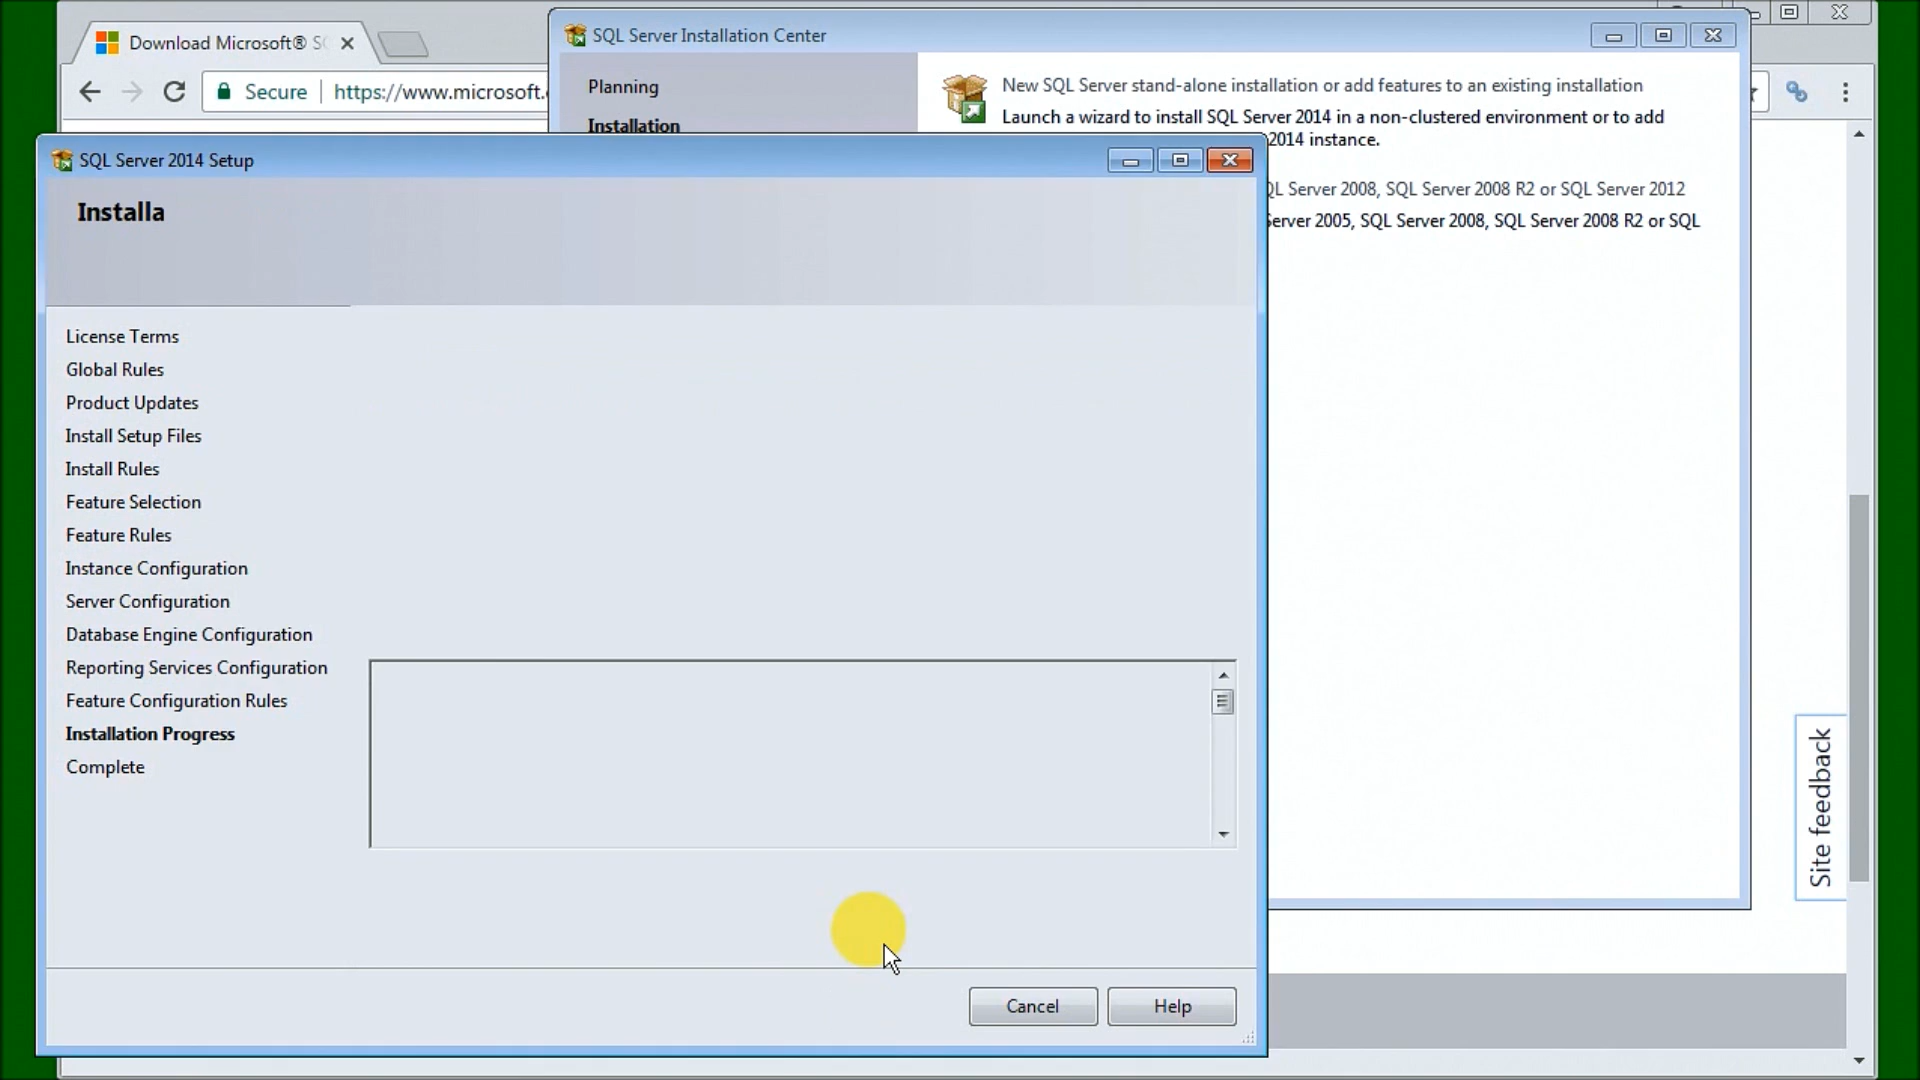 Download Microsoft® S
Secure
https://www.microsoft.
SQL Server Installation Center
Planning
Installation
New SQL Server stand-alone installation or add features to an existing installation
Launch a wizard to install SQL Server 2014 in a non-clustered environment or to add
2014 instance.
QL Server 2008, SQL Server 2008 R2 or SQL Server 2012
Server 2005, SQL Server 2008, SQL Server 2008 R2 or SQL
SQL Server 2014 Setup
Installa
License Terms
Global Rules
Product Updates
Install Setup Files
Install Rules
Feature Selection
Feature Rules
Instance Configuration
Server Configuration
Database Engine Configuration
Reporting Services Configuration
Feature Configuration Rules
Installation Progress
Complete
Cancel
Help
Site feedback